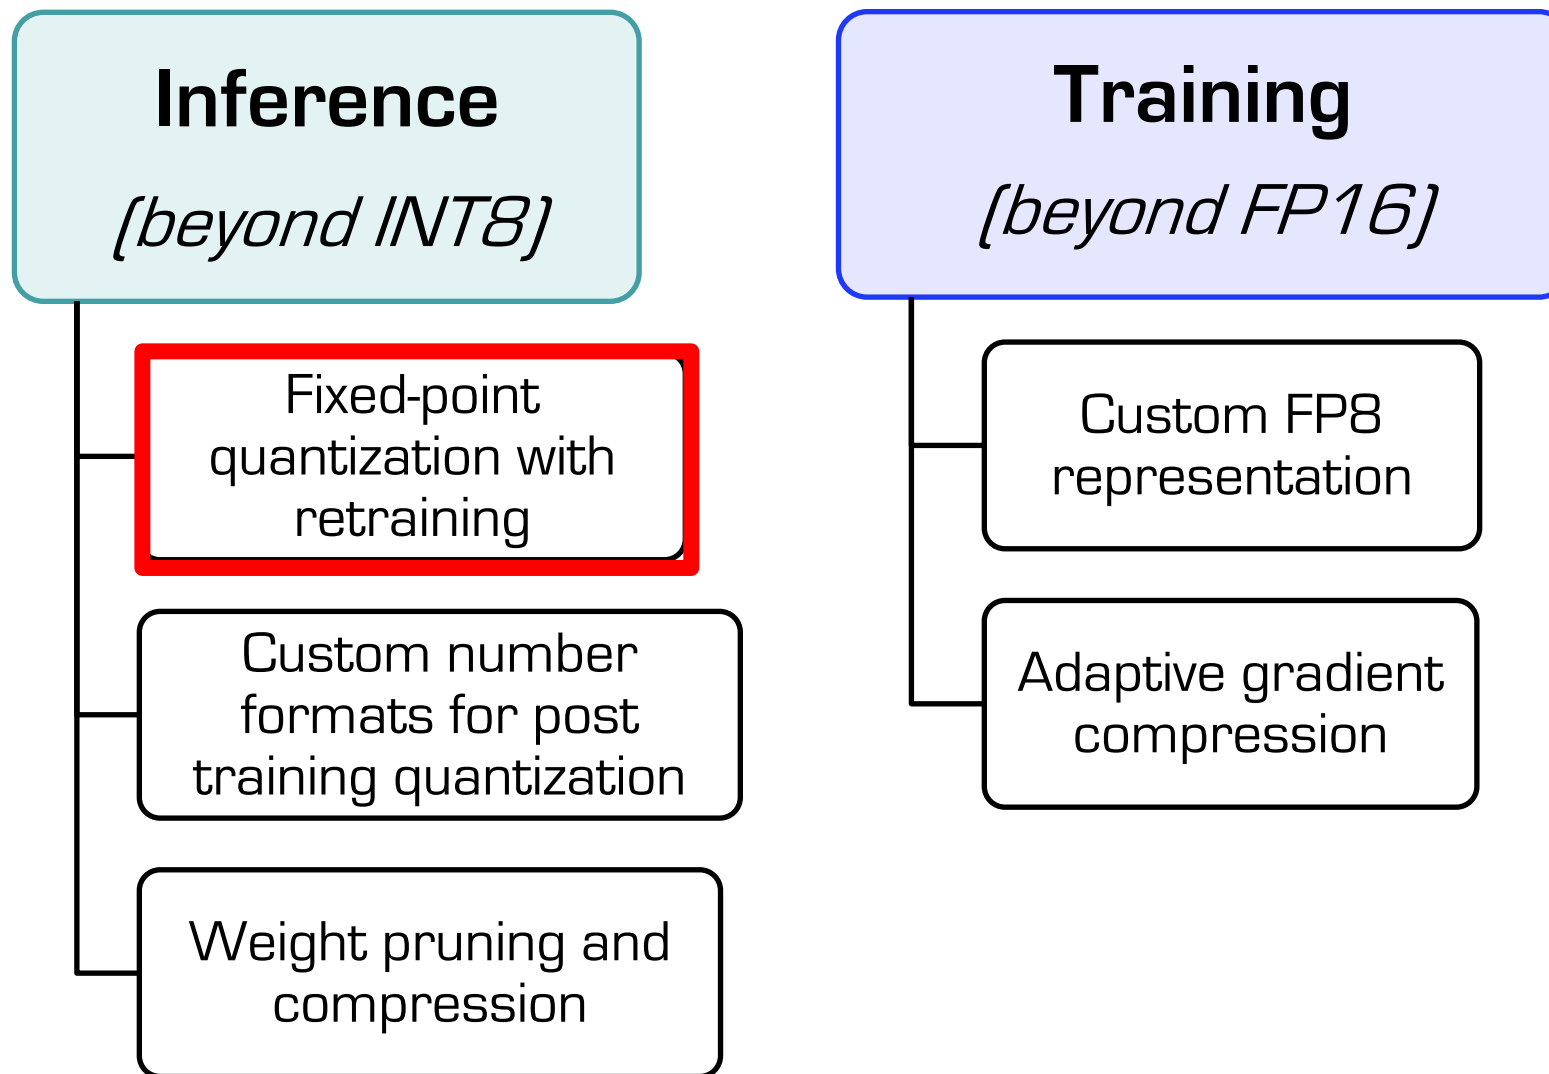 Inference
(beyond INT8)
Fixed-point
quantization with
retraining
Custom number
formats for post
training quantization
Weight pruning and
compression
Training
(beyond FP16)
Custom FP8
representation
Adaptive gradient
compression